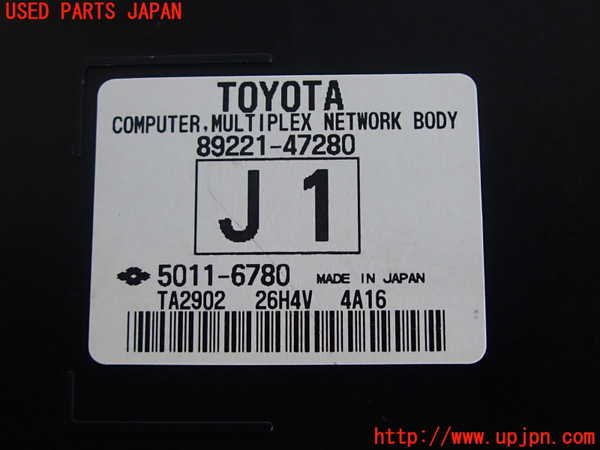 USED PARTS JAPAN
TOYOTA
COMPUTER.MULTIPLEX NETWORK BODY
89221-47280
J 1
5011-6780 MADE IN JAPAN
TA2902 26H4V 4A16
https://www.upjpn.com/